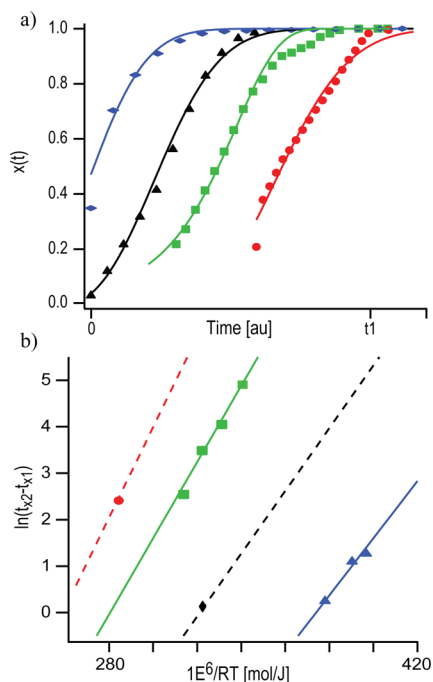 a)
1.0
0.8
0.6
0.4
0.2
0.0
x(t)
0
Time [au]
t1
b)
5
4
3
2
1
0
ln(tx2-tx1)
280
1E⁶/RT [mol/J]
420